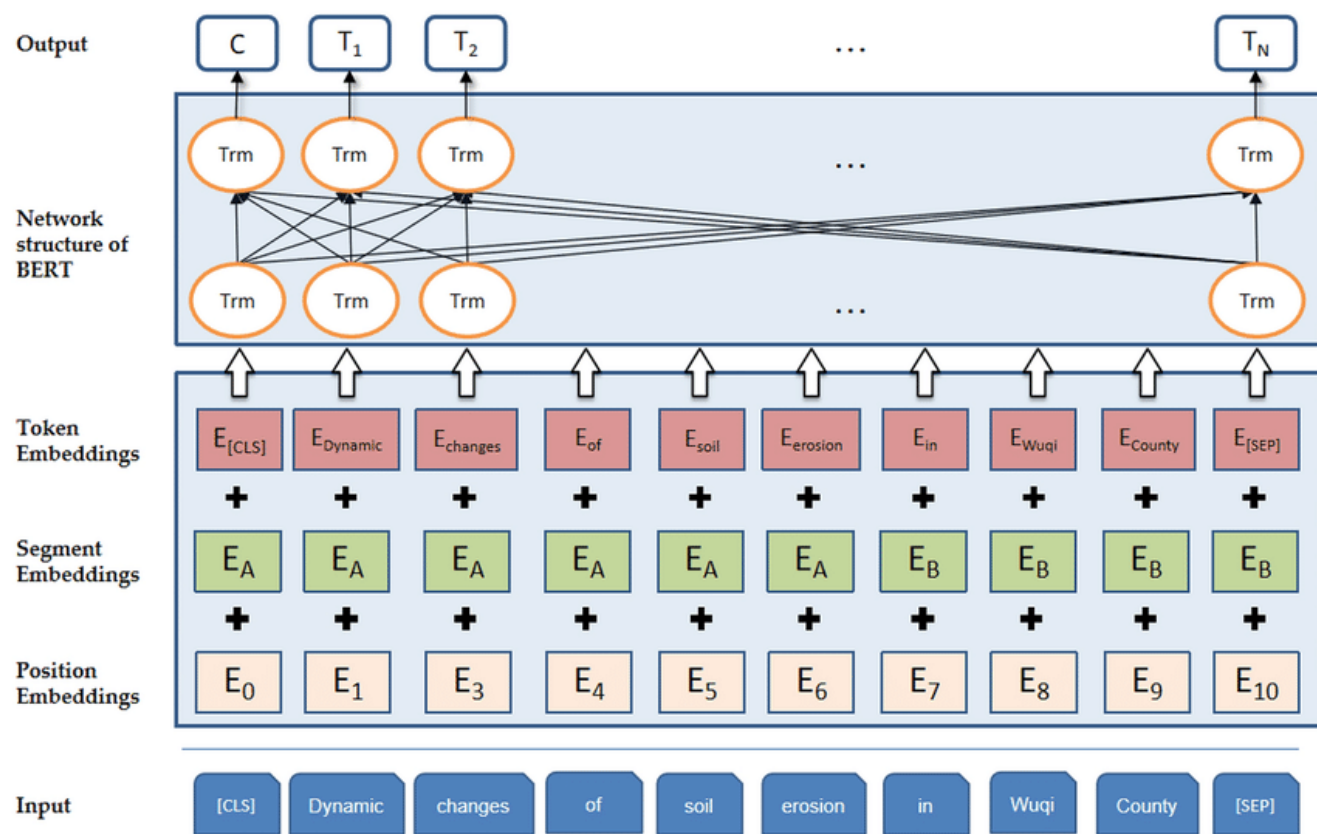 Output C T1 T2 ... TN
Trm Trm Trm ... Trm
Network
structure of
BERT
Trm Trm Trm ... Trm
Token
Embeddings
E[CLS] EDynamic Echanges Eof Esoil Eerosion Ein EWuqi ECounty E[SEP]
+ + + + + + + + + +
Segment
Embeddings
EA EA EA EA EA EA EB EB EB EB
+ + + + + + + + + +
Position
Embeddings
E0 E1 E3 E4 E5 E6 E7 E8 E9 E10
Input [CLS] Dynamic changes of soil erosion in Wuqi County [SEP]